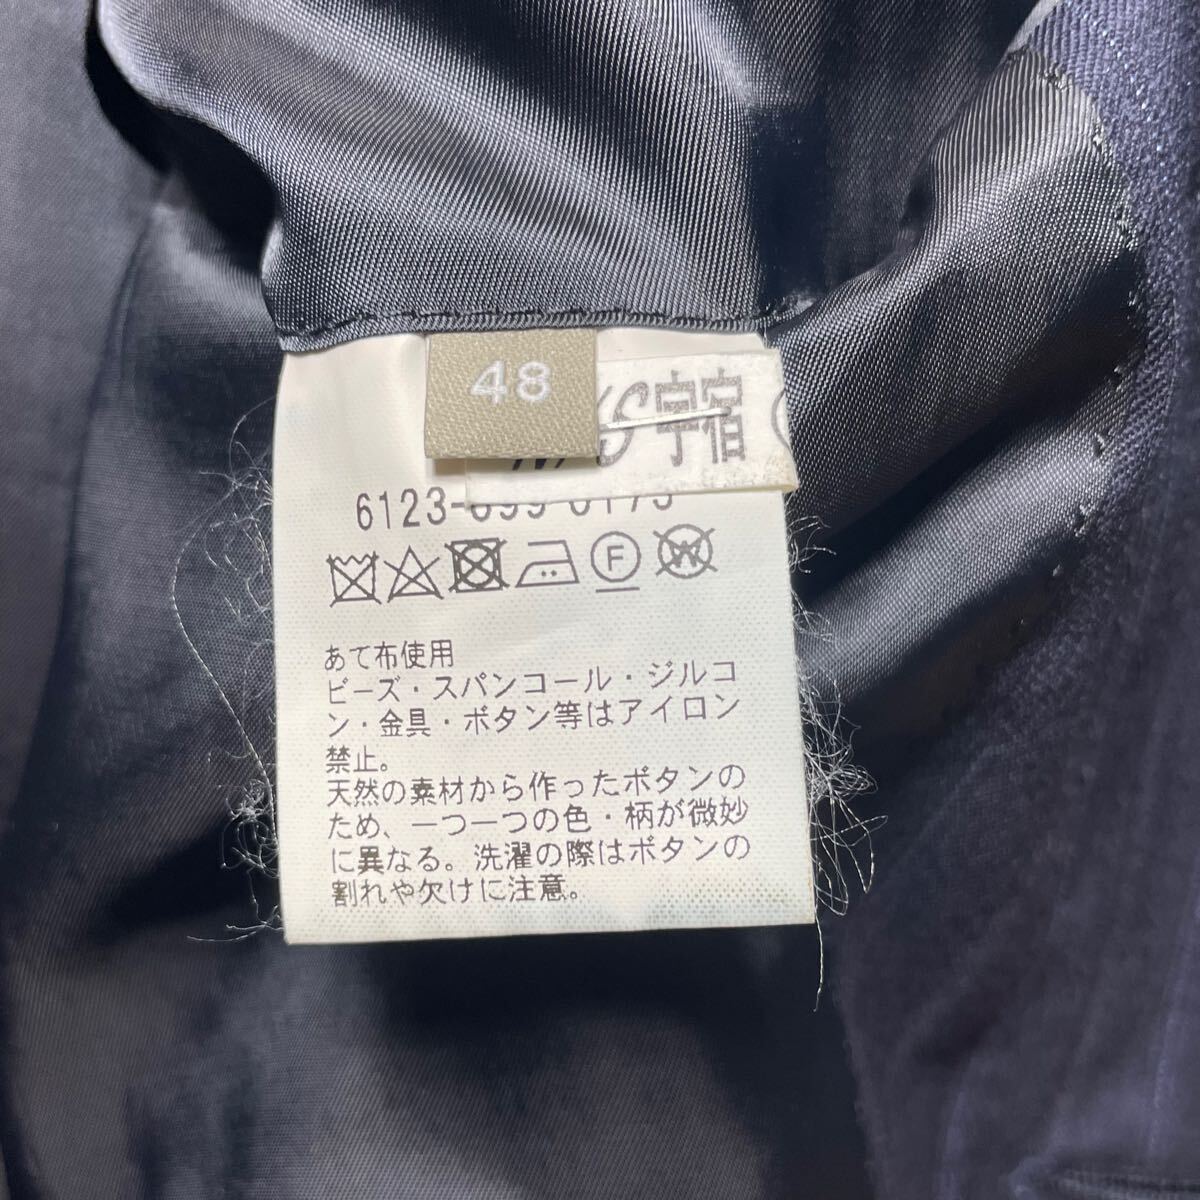 48
宇宿
6123-
F
W
あて布使用
ビーズ・スパンコール・ジルコ
ン・金具・ボタン等はアイロン
禁止。
天然の素材から作ったボタンの
ため、一つ一つの色・柄が微妙
に異なる。洗濯の際はボタンの
割れや欠けに注意。